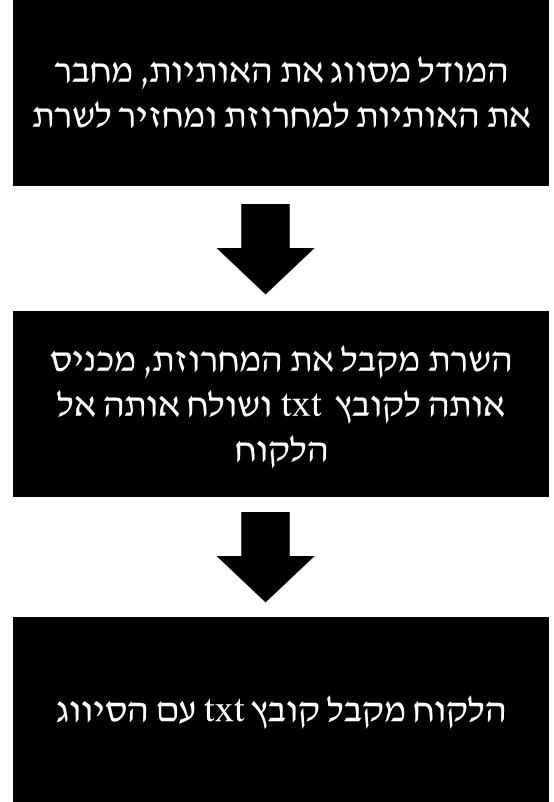 המודל מסווג את האותיות, מחבר
את האותיות למחרוזת ומחזיר לשרת
השרת מקבל את המחרוזת, מכניס
אותה לקובץ txt ושולח אותה אל
הלקוח
הלקוח מקבל קובץ txt עם הסיווג